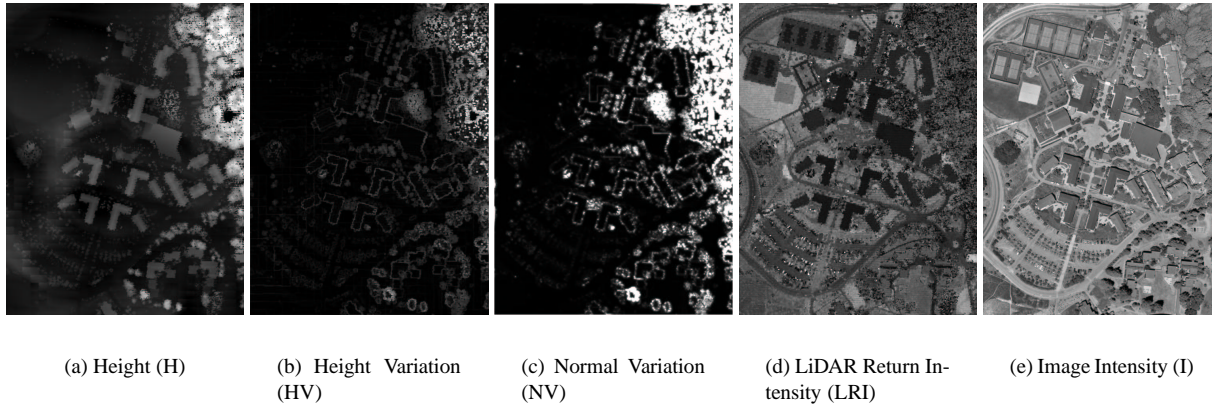 (a) Height (H)
(b) Height Variation
(HV)
(c) Normal Variation
(NV)
(d) LiDAR Return In-
tensity (LRI)
(e) Image Intensity (I)